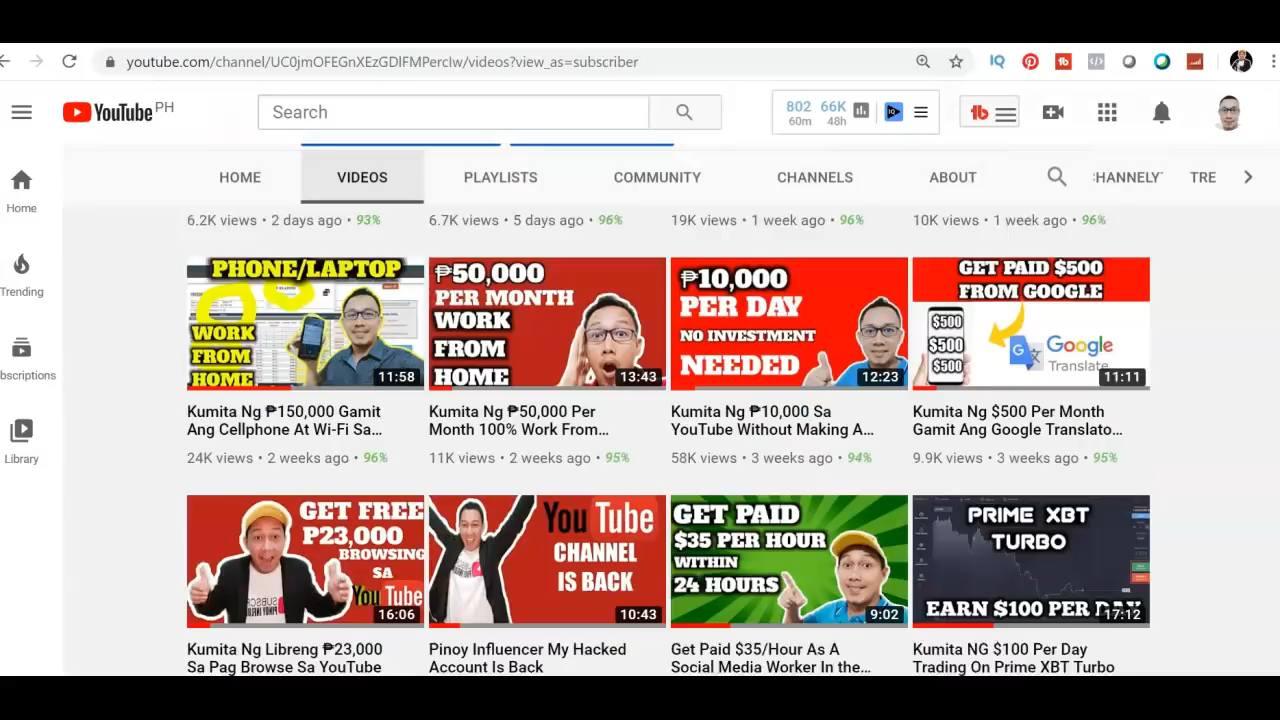 youtube.com/channel/UC0jmOFEGnXEzGDlFMPercIw/videos?view_as=subscriber
YouTube PH
Search
802 66K
60m 48h
HOME VIDEOS PLAYLISTS COMMUNITY CHANNELS ABOUT HANNELY TRE
Home
Trending
bscriptions
Library
6.2K views • 2 days ago • 93%
6.7K views • 5 days ago • 96%
19K views • 1 week ago • 96%
10K views • 1 week ago • 96%
PHONE/LAPTOP
WORK
FROM
HOME
11:58
Kumita Ng ₱150,000 Gamit
Ang Cellphone At Wi-Fi Sa...
24K views • 2 weeks ago • 96%
₱50,000
PER MONTH
WORK
FROM
HOME
13:43
Kumita Ng ₱50,000 Per
Month 100% Work From...
11K views • 2 weeks ago • 95%
₱10,000
PER DAY
NO INVESTMENT
NEEDED
12:23
Kumita Ng ₱10,000 Sa
YouTube Without Making A...
58K views • 3 weeks ago • 94%
GET PAID $500
FROM GOOGLE
$500
$500
$500
Google
Translate
11:11
Kumita Ng $500 Per Month
Gamit Ang Google Translato...
9.9K views • 3 weeks ago • 95%
GET FREE
P23,000
BROWSING
SA
YouTube
16:06
Kumita Ng Libreng ₱23,000
Sa Pag Browse Sa YouTube
YouTube
CHANNEL
IS BACK
10:43
Pinoy Influencer My Hacked
Account Is Back
GET PAID
$35 PER HOUR
WITHIN
24 HOURS
9:02
Get Paid $35/Hour As A
Social Media Worker In the...
PRIME XBT
TURBO
EARN $100 PER DAY
17:12
Kumita NG $100 Per Day
Trading On Prime XBT Turbo